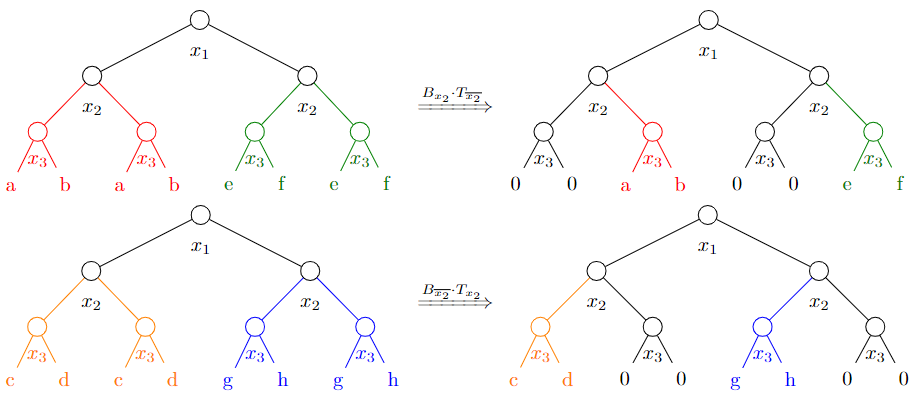 x₁ x₁
B_{x₂}·T_{\overline{x₂}}
x₂ x₂ x₂ x₂
x₃ x₃ x₃ x₃ x₃ x₃ x₃ x₃
a b a b e f e f 0 0 a b 0 0 e f
x₁ x₁
B_{\overline{x₂}}·T_{x₂}
x₂ x₂ x₂ x₂
x₃ x₃ x₃ x₃ x₃ x₃ x₃ x₃
c d c d g h g h c d 0 0 g h 0 0